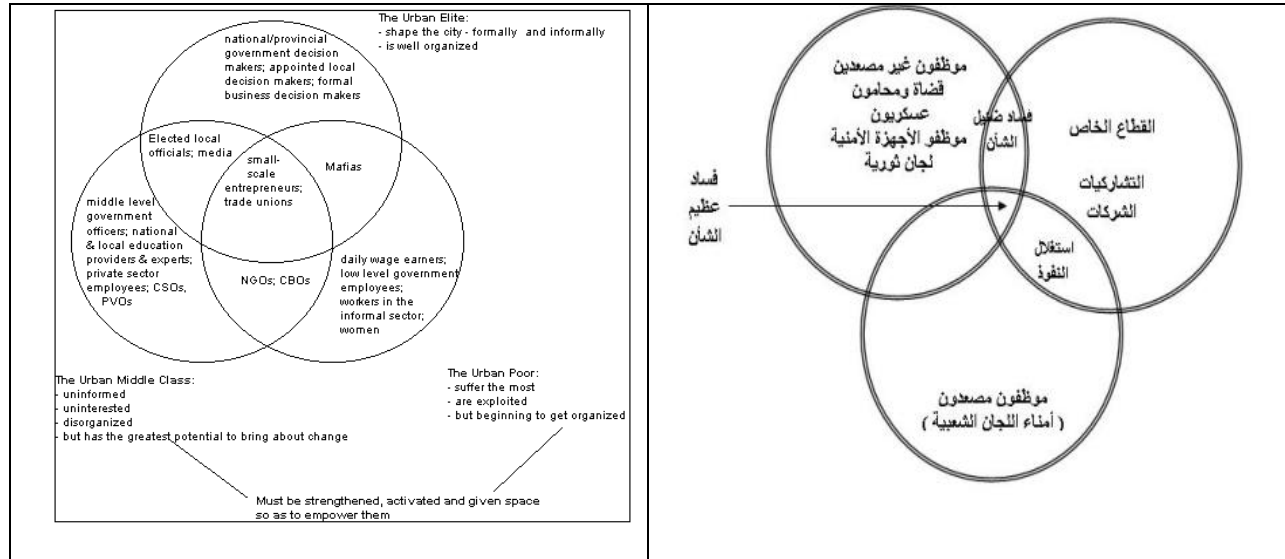 The Urban Elite:
- shape the city - formally and informally
- is well organized
national/provincial
government decision
makers; appointed local
decision makers; formal
business decision makers
Elected local
officials; media
small-
scale
entrepreneurs;
trade unions
Mafias
middle level
government
officers; national
& local education
providers & experts;
private sector
employees; CSOs,
PVOs
NGOs; CBOs
daily wage earners;
low level government
employees;
workers in the
informal sector;
women
The Urban Middle Class:
- uninformed
- uninterested
- disorganized
- but has the greatest potential to bring about change
The Urban Poor:
- suffer the most
- are exploited
- but beginning to get organized
Must be strengthened, activated and given space
so as to empower them
موظفون غير مصعدين
قضاة ومحامون
عسكريون
موظفو الأجهزة الأمنية
لجان ثورية
فساد ضئيل
الشأن
القطاع الخاص
التشاركيات
الشركات
فساد
عظيم
الشأن
استغلال
النفوذ
موظفون مصعدون
( أمناء اللجان الشعبية )